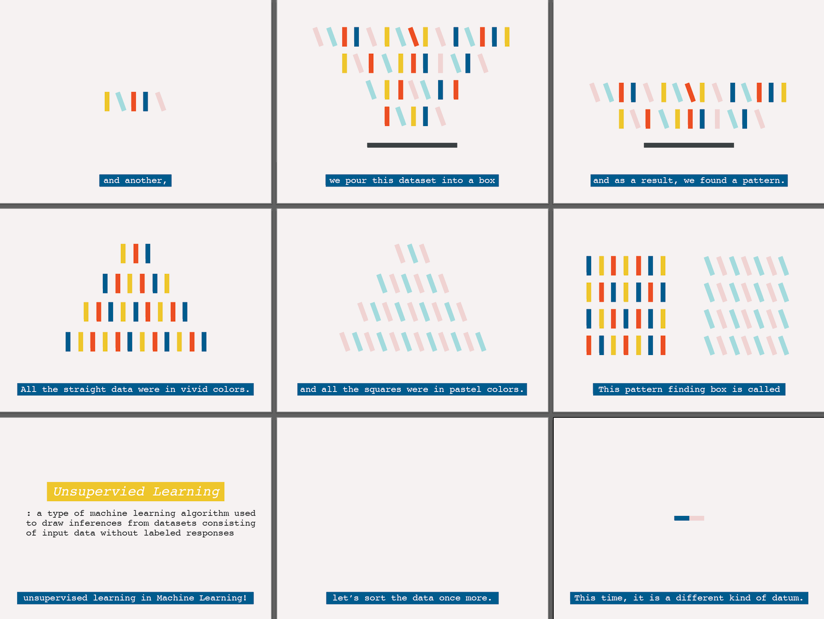 and another,
we pour this dataset into a box
and as a result, we found a pattern.
All the straight data were in vivid colors.
and all the squares were in pastel colors.
This pattern finding box is called
Unsupervied Learning
: a type of machine learning algorithm used
to draw inferences from datasets consisting
of input data without labeled responses
unsupervised learning in Machine Learning!
let's sort the data once more.
This time, it is a different kind of datum.